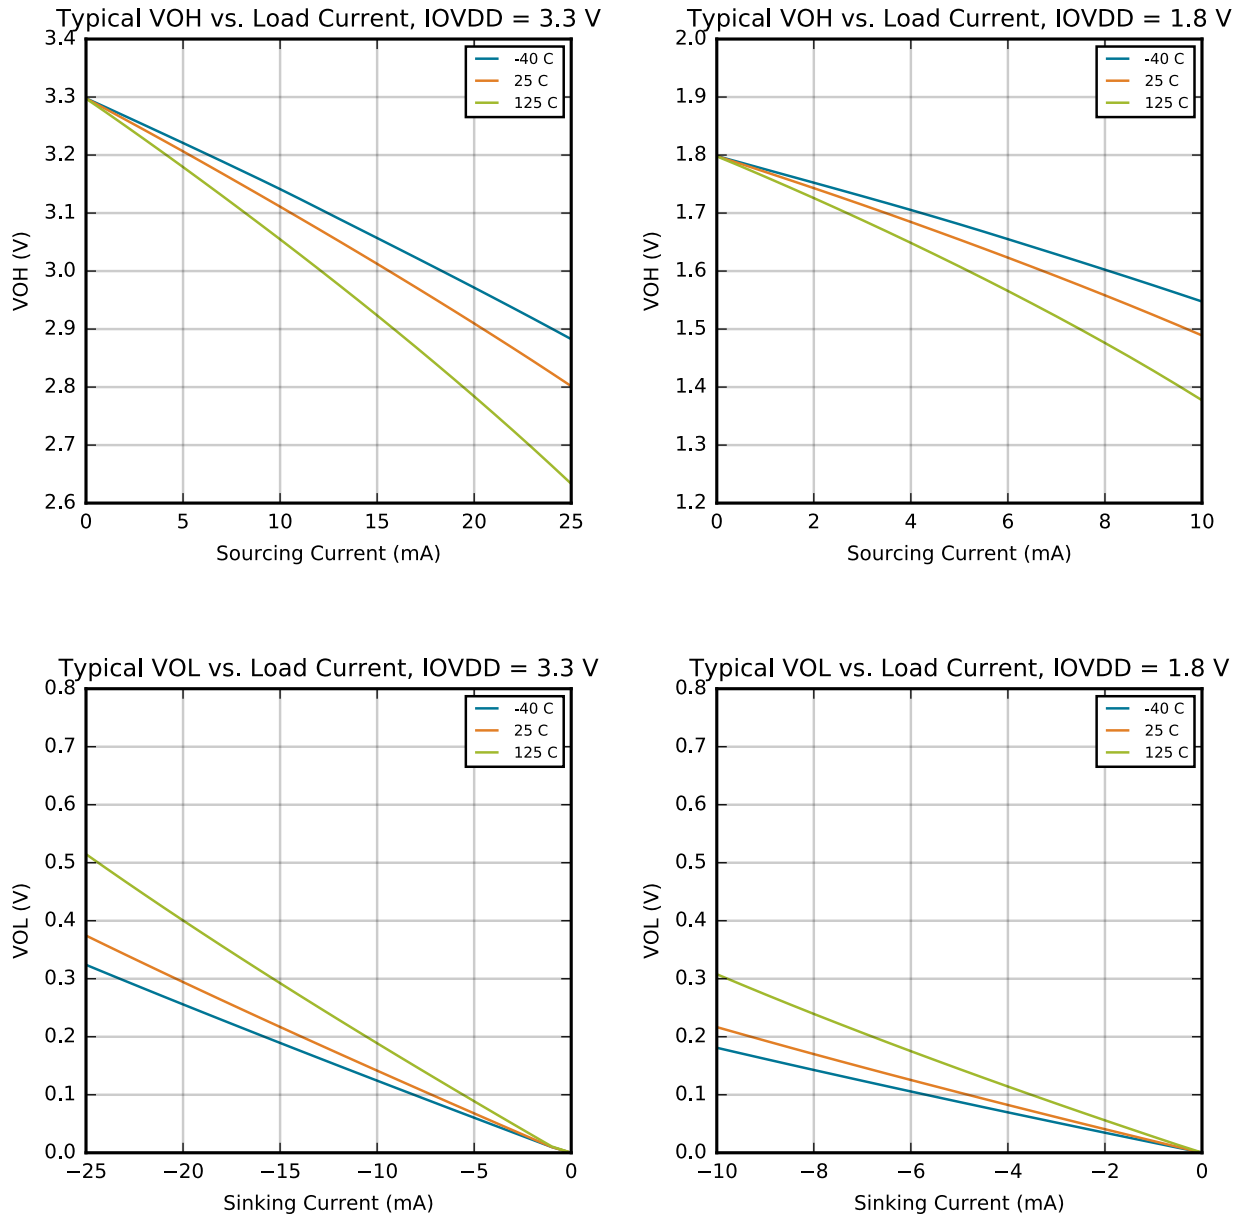 Typical VOH vs. Load Current, IOVDD = 3.3 V
3.4
3.3
3.2
3.1
3.0
2.9
2.8
2.7
2.6
VOH (V)
-40 C
25 C
125 C
0 5 10 15 20 25
Sourcing Current (mA)
Typical VOH vs. Load Current, IOVDD = 1.8 V
2.0
1.9
1.8
1.7
1.6
1.5
1.4
1.3
1.2
VOH (V)
-40 C
25 C
125 C
0 2 4 6 8 10
Sourcing Current (mA)
Typical VOL vs. Load Current, IOVDD = 3.3 V
0.8
0.7
0.6
0.5
0.4
0.3
0.2
0.1
0.0
VOL (V)
-40 C
25 C
125 C
−25 −20 −15 −10 −5 0
Sinking Current (mA)
Typical VOL vs. Load Current, IOVDD = 1.8 V
0.8
0.7
0.6
0.5
0.4
0.3
0.2
0.1
0.0
VOL (V)
-40 C
25 C
125 C
−10 −8 −6 −4 −2 0
Sinking Current (mA)